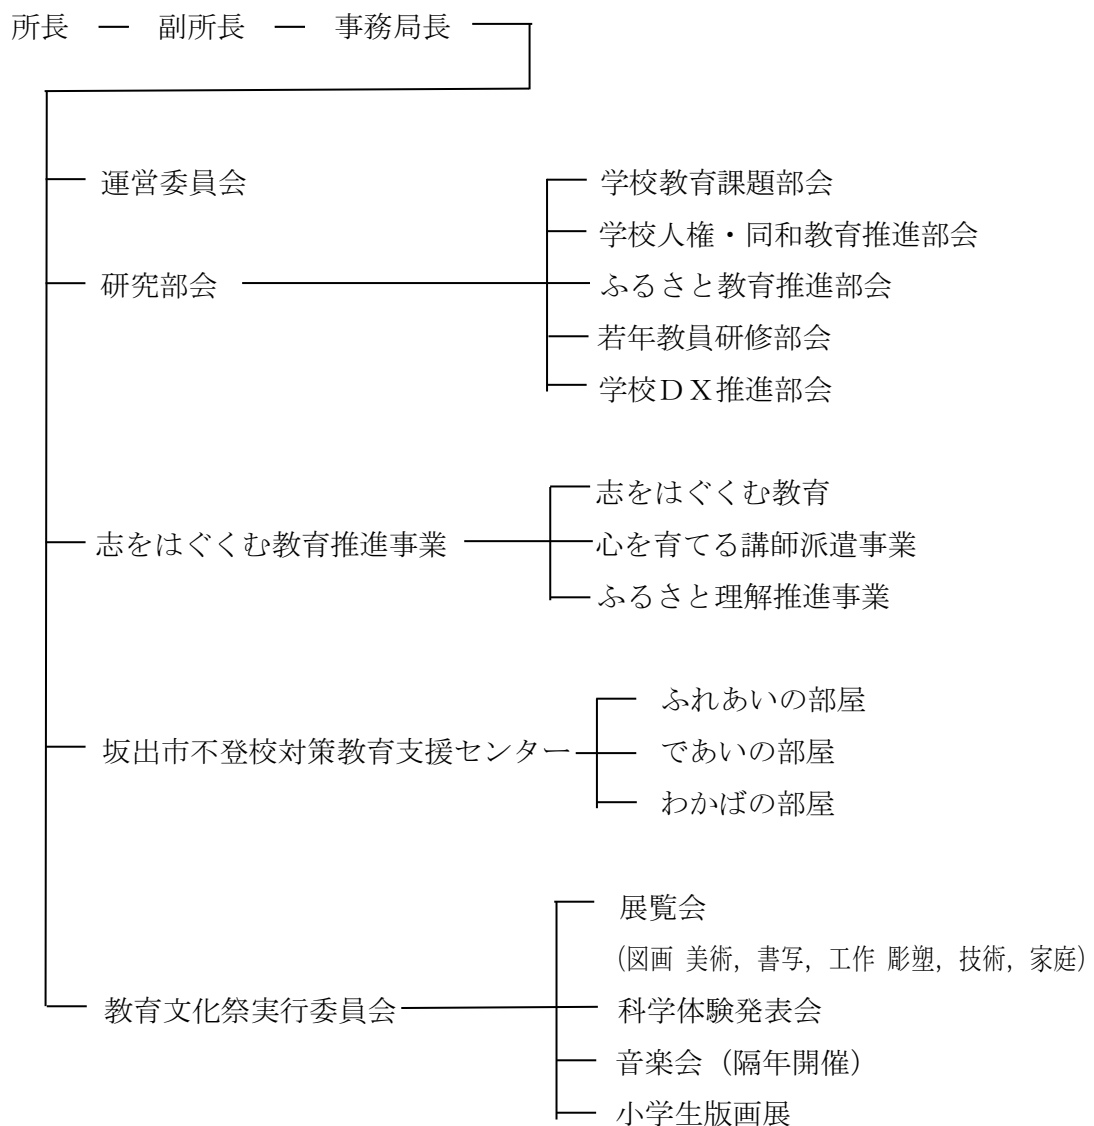 所長 ― 副所長 ― 事務局長
運営委員会
研究部会
学校教育課題部会
学校人権・同和教育推進部会
ふるさと教育推進部会
若年教員研修部会
学校ＤＸ推進部会
志をはぐくむ教育推進事業
志をはぐくむ教育
心を育てる講師派遣事業
ふるさと理解推進事業
坂出市不登校対策教育支援センター
ふれあいの部屋
であいの部屋
わかばの部屋
教育文化祭実行委員会
展覧会
(図画 美術，書写，工作 彫塑，技術，家庭)
科学体験発表会
音楽会（隔年開催）
小学生版画展